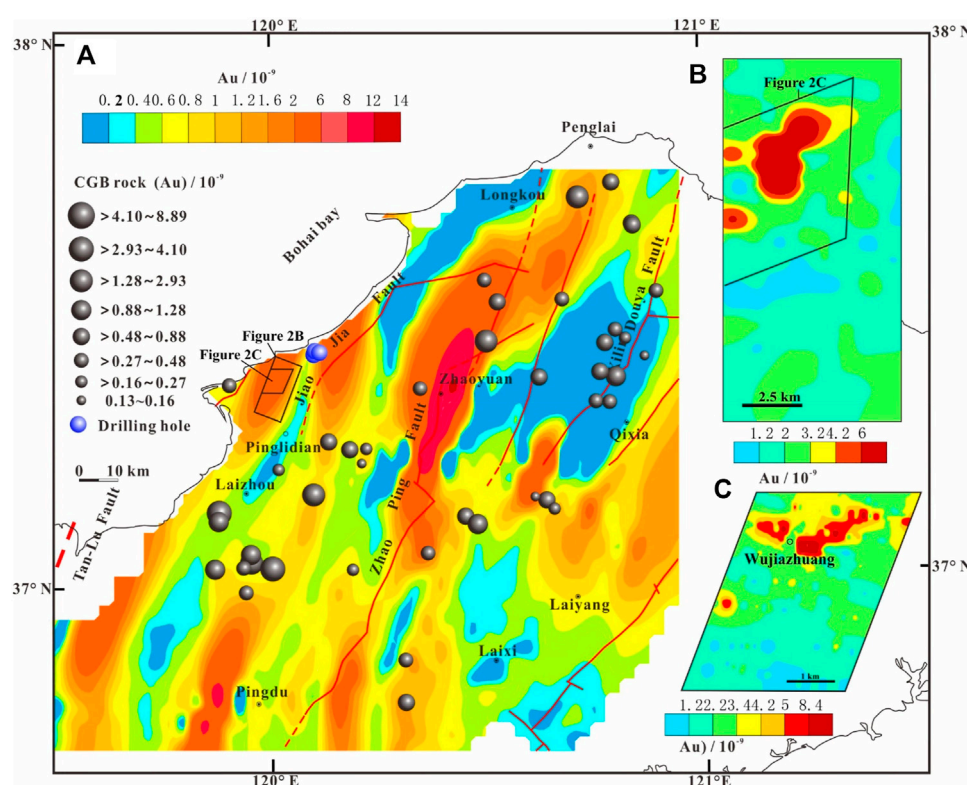 120° E
121° E
38° N
38° N
A
Au / 10-9
0. 2 0. 4 0. 6 0. 8 1 1. 2 1. 6 2 6 8 12 14
CGB rock (Au) / 10-9
>4.10~8.89
>2.93~4.10
>1.28~2.93
>0.88~1.28
>0.48~0.88
>0.27~0.48
>0.16~0.27
0.13~0.16
Drilling hole
0 10 km
Tan-Lu Fault
Bohai bay
Penglai
Longkou
Jiao Jia Fault
Figure 2B
Figure 2C
Zhaoyuan
Douya Fault
Qixia
Pinglidian
Laizhou
Zhao Ping Fault
Laiyang
Laixi
Pingdu
B
Figure 2C
2.5 km
1. 2 2 3. 2 4. 2 6
Au / 10-9
C
Wujiazhuang
1 km
1. 22. 23. 44. 2 5 8. 4
Au) / 10-9
37° N
37° N
120° E
121° E